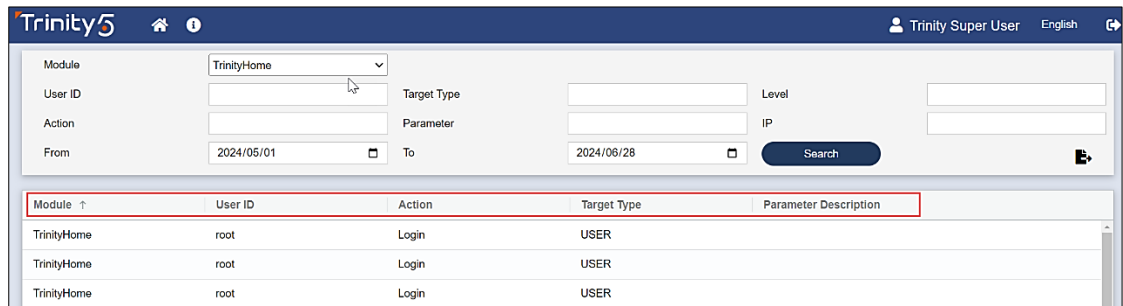 Trinity5 Trinity Super User English
Module TrinityHome
User ID Target Type Level
Action Parameter IP
From 2024/05/01 To 2024/06/28 Search
Module ↑ User ID Action Target Type Parameter Description
TrinityHome root Login USER
TrinityHome root Login USER
TrinityHome root Login USER